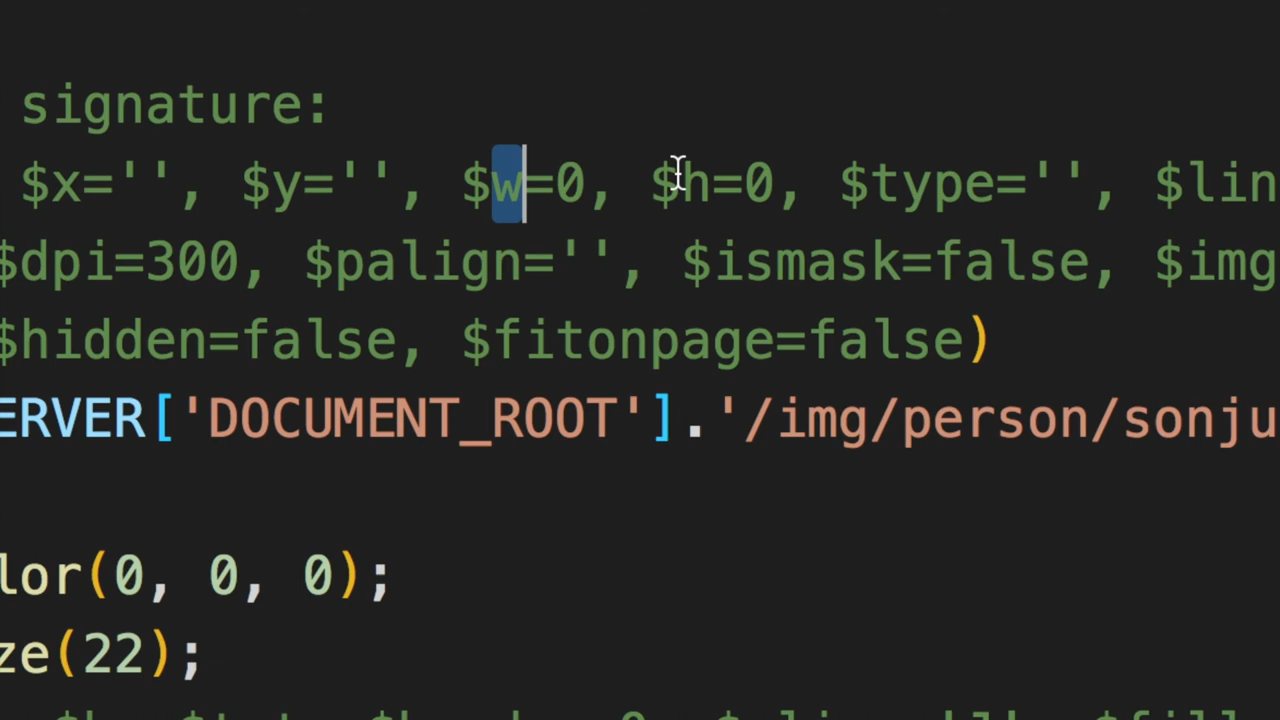 signature:
$x='', $y='', $w=0, $h=0, $type='', $lin
$dpi=300, $palign='', $ismask=false, $img
$hidden=false, $fitonpage=false)
ERVER['DOCUMENT_ROOT'].'/img/person/sonju
lor(0, 0, 0);
ze(22);